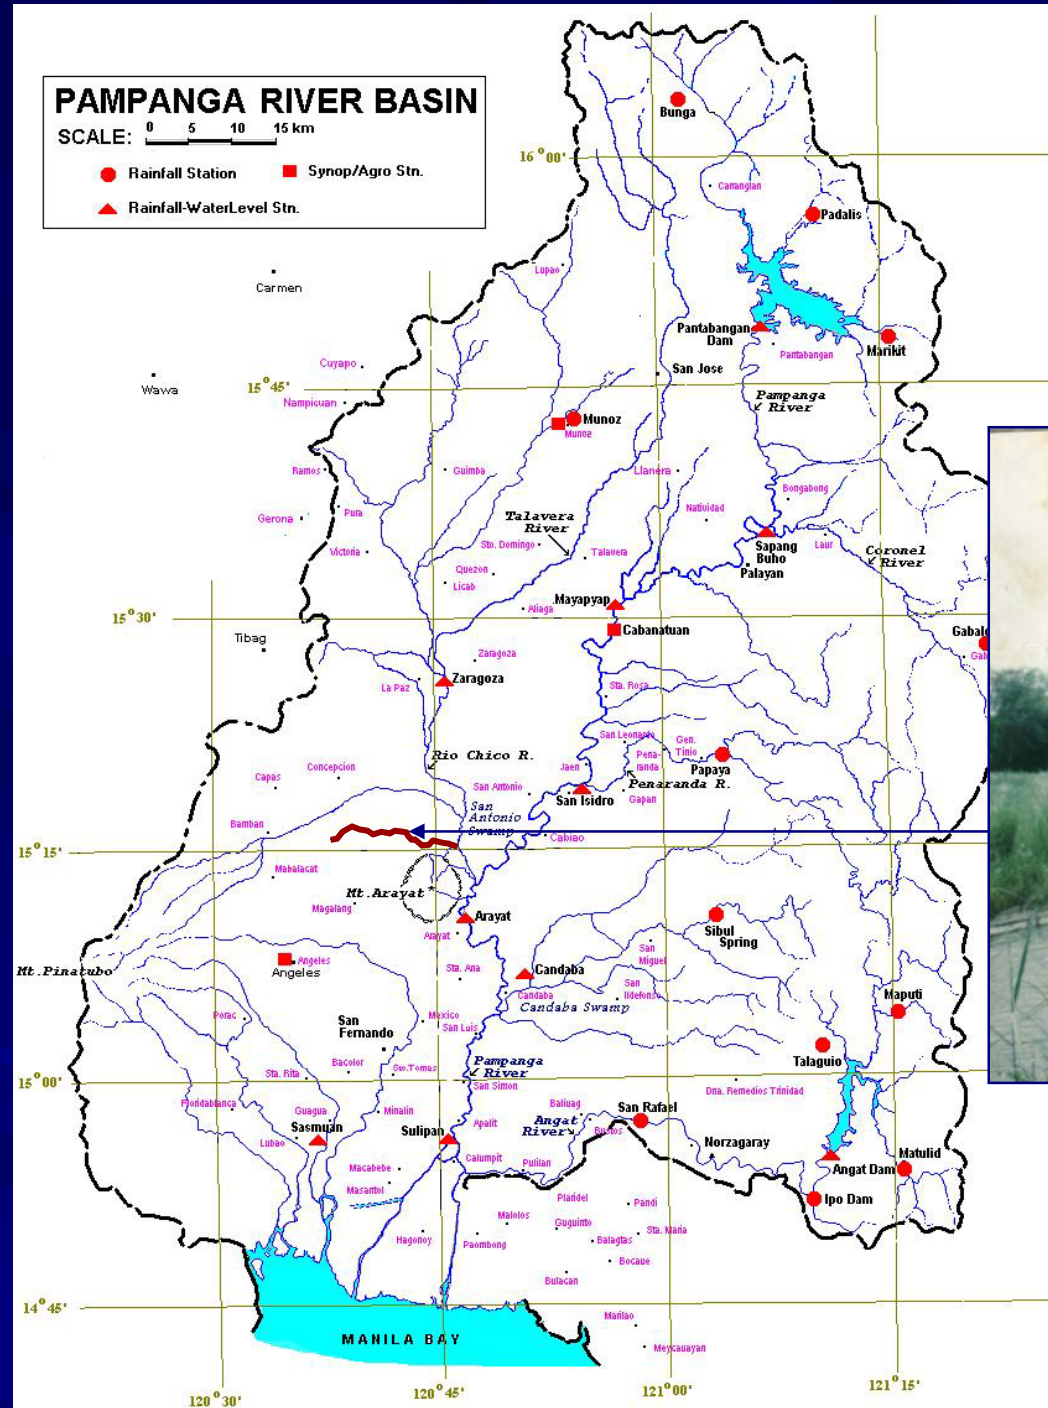 PAMPANGA RIVER BASIN
SCALE: 0 5 10 15 km
Rainfall Station
Synop/Agro Stn.
Rainfall-WaterLevel Stn.
Bunga
16°00'
Carranglan
Padalis
Lupao
Carmen
Pantabangan
Dam
Pantabangan
Marikit
Cuyapo
San Jose
Wawa
15°45'
Nampicuan
Pampanga
River
Munoz
Munoz
Ramos
Guimba
Llanera
Bongabong
Gerona
Pura
Natividad
Talavera
River
Victoria
Sto. Domingo
Talavera
Sapang
Buho
Laur
Coronel
River
Quezon
Licab
Palayan
Mayapyap
Aliaga
15°30'
Cabanatuan
Tibag
Zaragoza
La Paz
Zaragoza
Sta. Rosa
San Leonardo
Gen.
Tinio
Rio Chico R.
Concepcion
Capas
Jaen
Pena-
randa
Papaya
San Antonio
Penaranda R.
San Isidro
Gapan
San
Antonio
Swamp
Bamban
Cabiao
15°15'
Mabalacat
Mt.Arayat
Magalang
Arayat
Arayat
Sibul
Spring
San
Miguel
Mt.Pinatubo
Angeles
Angeles
Sta. Ana
Candaba
Candaba
San
Ildefonso
Candaba Swamp
Maputi
Porac
San
Fernando
Mexico
San Luis
Talaguio
Bacolor
Sto.Tomas
Pampanga
River
15°00'
Sta. Rita
San Simon
Dna. Remedios Trinidad
Floridablanca
Guagua
Minalin
Baliuag
San Rafael
Sasmuan
Sulipan
Apalit
Angat
River
Bustos
Norzagaray
Lubao
Calumpit
Pulilan
Angat Dam
Matulid
Macabebe
Masantol
Ipo Dam
Plaridel
Pandi
Malolos
Guguinto
Sta. Maria
Hagonoy
Paombong
Balagtas
Bocaue
Bulacan
14°45'
Marilao
MANILA BAY
Meycauayan
120°30'
120°45'
121°00'
121°15'